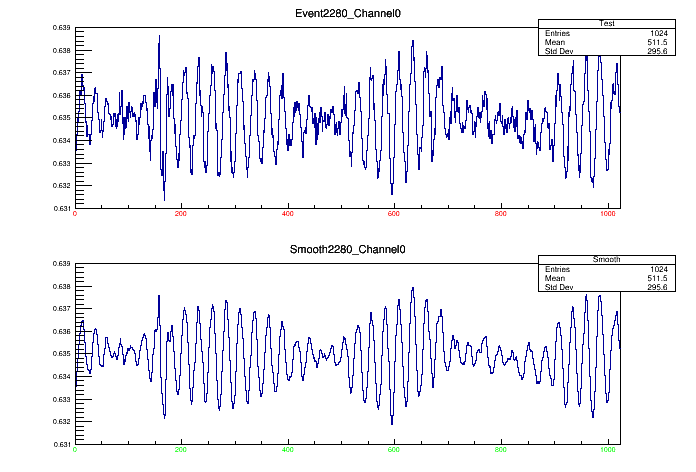 Event2280_Channel0
Test
Entries 1024
Mean 511.5
Std Dev 295.6
0.639
0.638
0.637
0.636
0.635
0.634
0.633
0.632
0.631
0 200 400 600 800 1000
Smooth2280_Channel0
Smooth
Entries 1024
Mean 511.5
Std Dev 295.6
0.639
0.638
0.637
0.636
0.635
0.634
0.633
0.632
0.631
0 200 400 600 800 1000